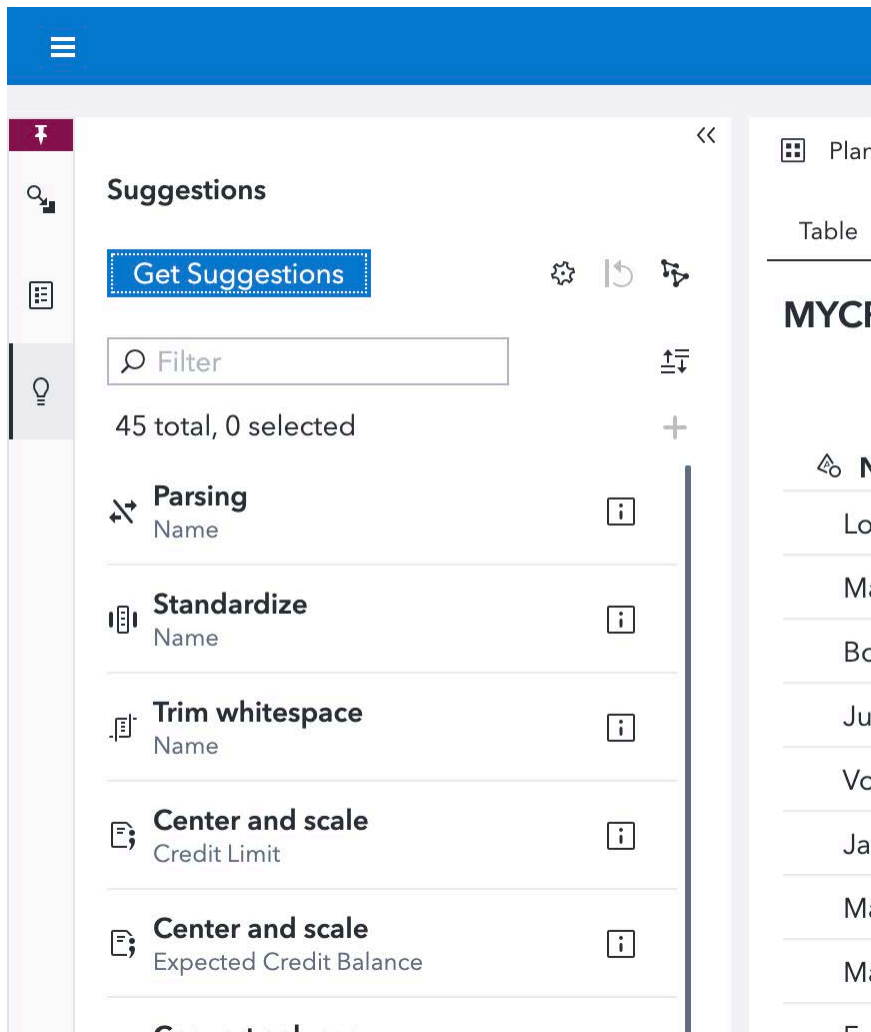 Suggestions
Get Suggestions
Filter
45 total, 0 selected
Parsing
Name
Standardize
Name
Trim whitespace
Name
Center and scale
Credit Limit
Center and scale
Expected Credit Balance
Table